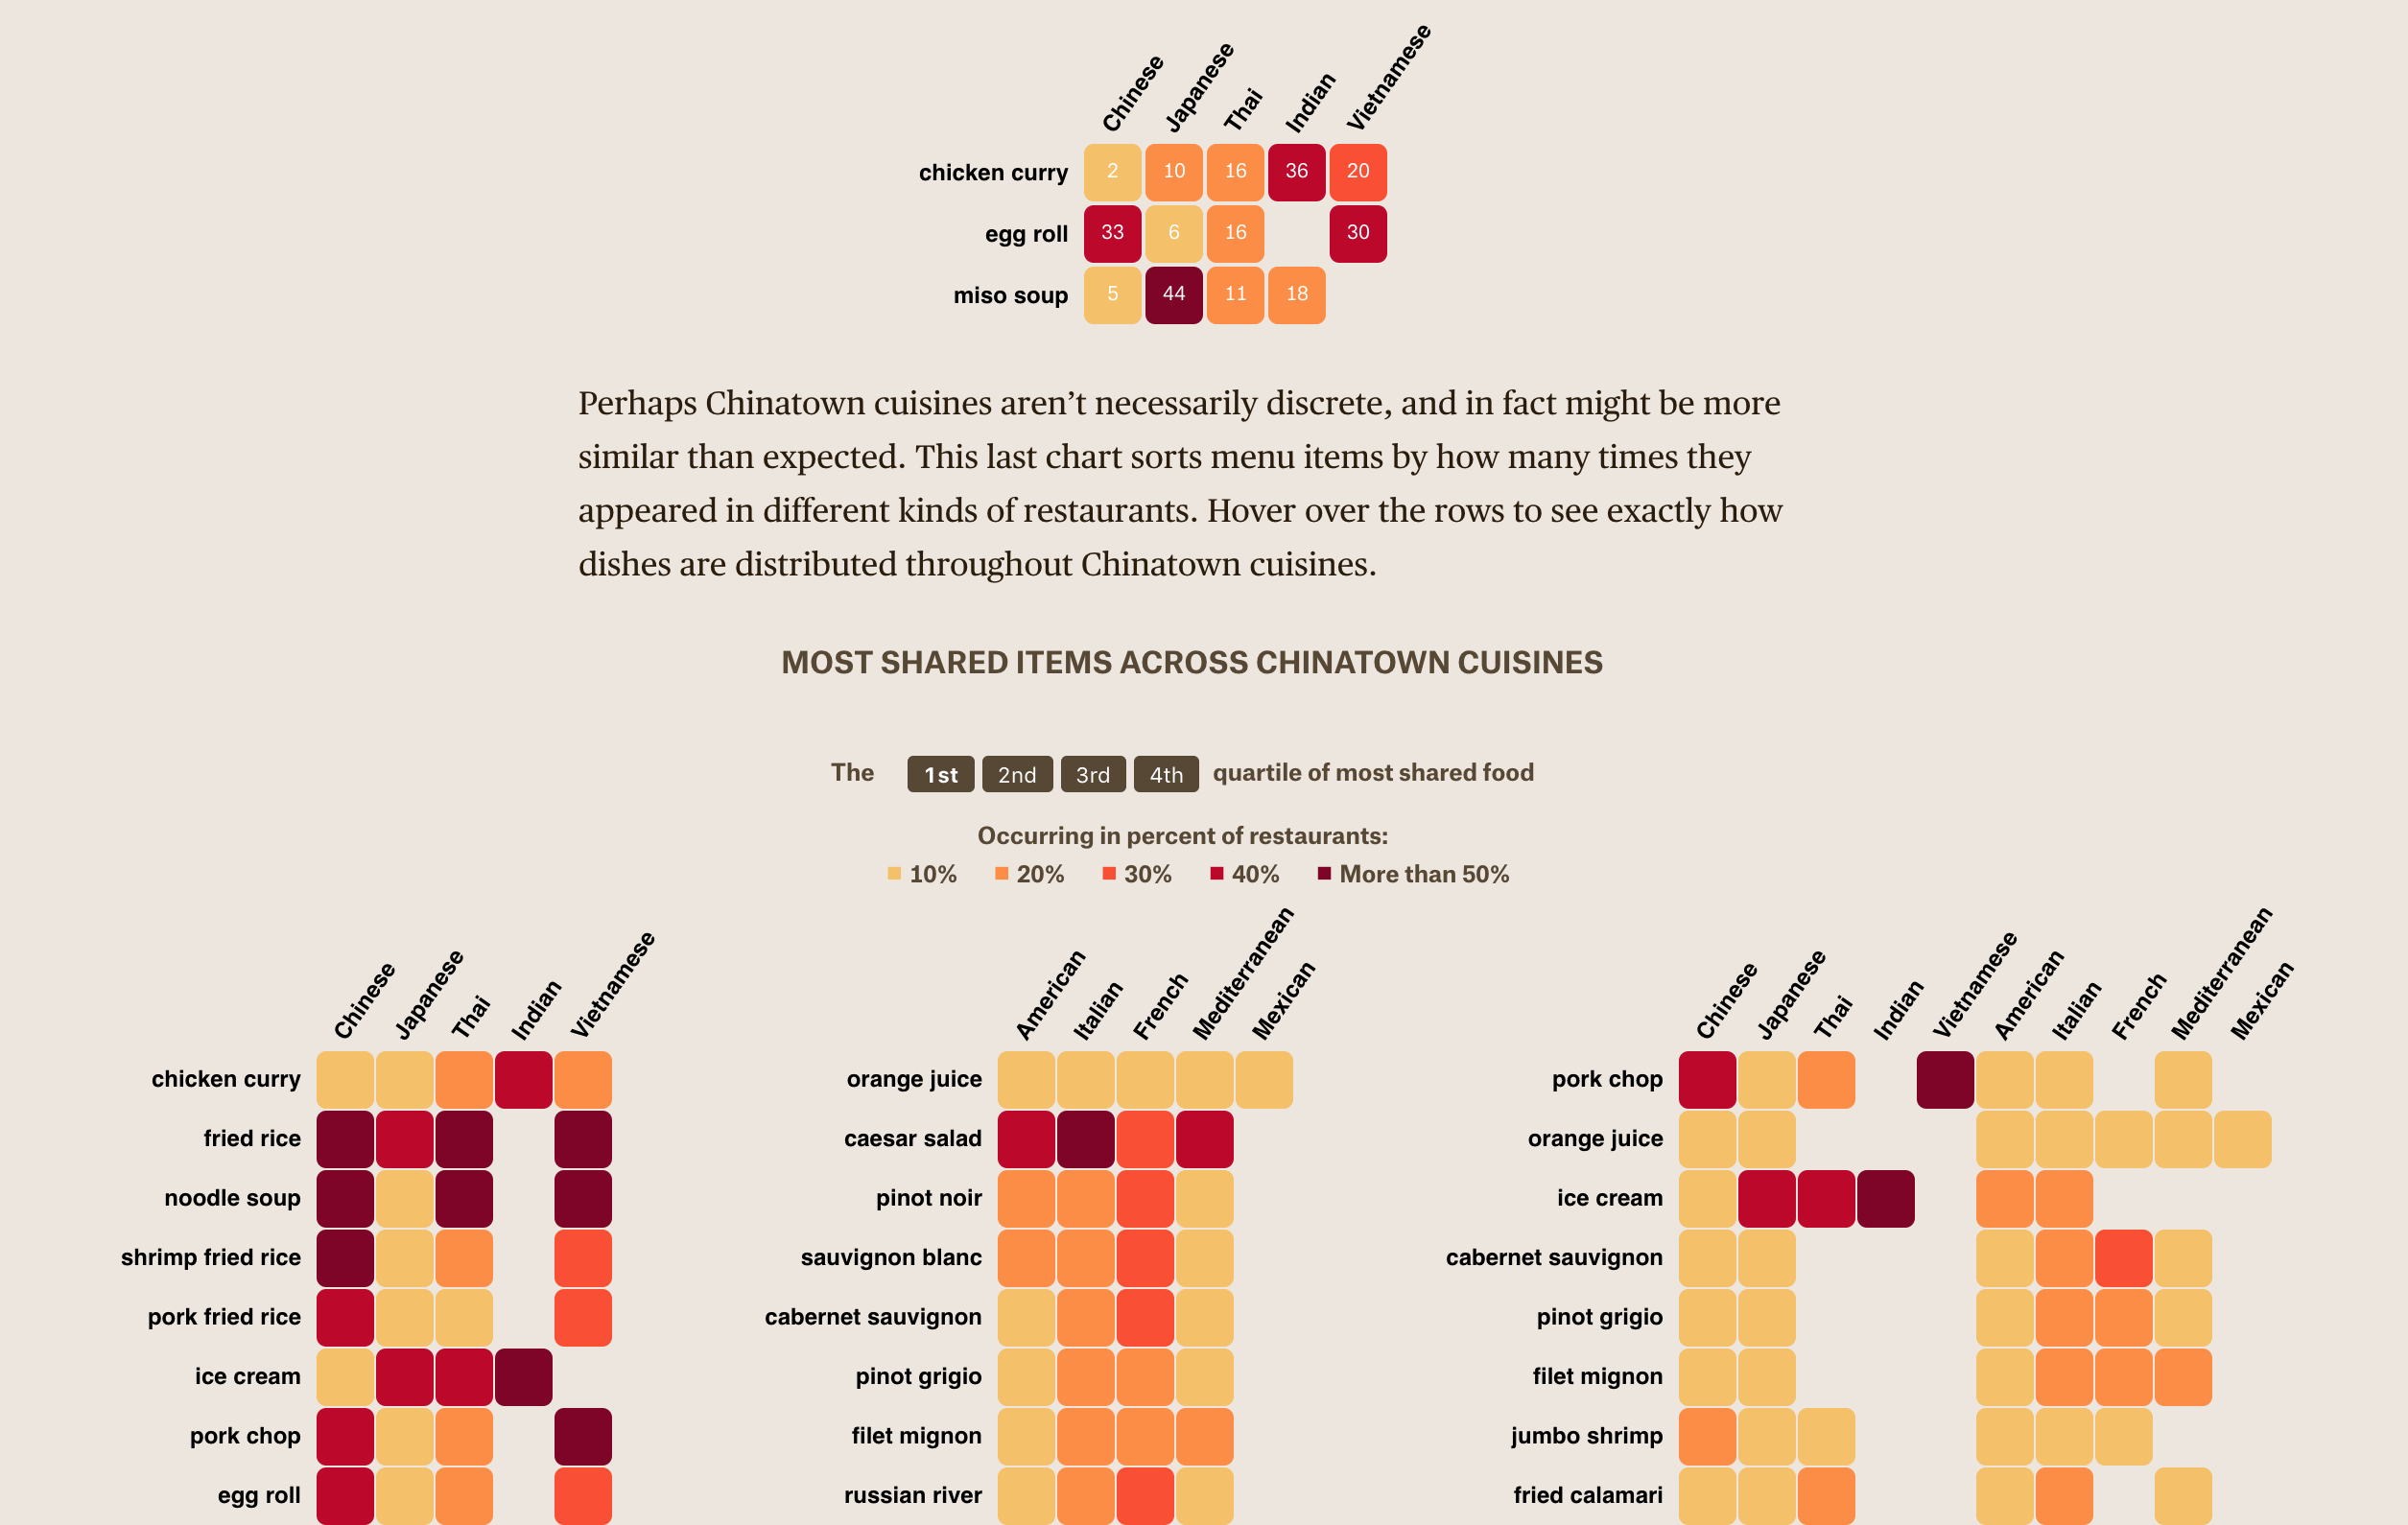 Chinese Japanese Thai Indian Vietnamese
chicken curry 2 10 16 36 20
egg roll 33 6 16 30
miso soup 5 44 11 18
Perhaps Chinatown cuisines aren’t necessarily discrete, and in fact might be more
similar than expected. This last chart sorts menu items by how many times they
appeared in different kinds of restaurants. Hover over the rows to see exactly how
dishes are distributed throughout Chinatown cuisines.
MOST SHARED ITEMS ACROSS CHINATOWN CUISINES
The 1st 2nd 3rd 4th quartile of most shared food
Occurring in percent of restaurants:
10% 20% 30% 40% More than 50%
Chinese Japanese Thai Indian Vietnamese
chicken curry
fried rice
noodle soup
shrimp fried rice
pork fried rice
ice cream
pork chop
egg roll
American Italian French Mediterranean Mexican
orange juice
caesar salad
pinot noir
sauvignon blanc
cabernet sauvignon
pinot grigio
filet mignon
russian river
Chinese Japanese Thai Indian Vietnamese American Italian French Mediterranean Mexican
pork chop
orange juice
ice cream
cabernet sauvignon
pinot grigio
filet mignon
jumbo shrimp
fried calamari